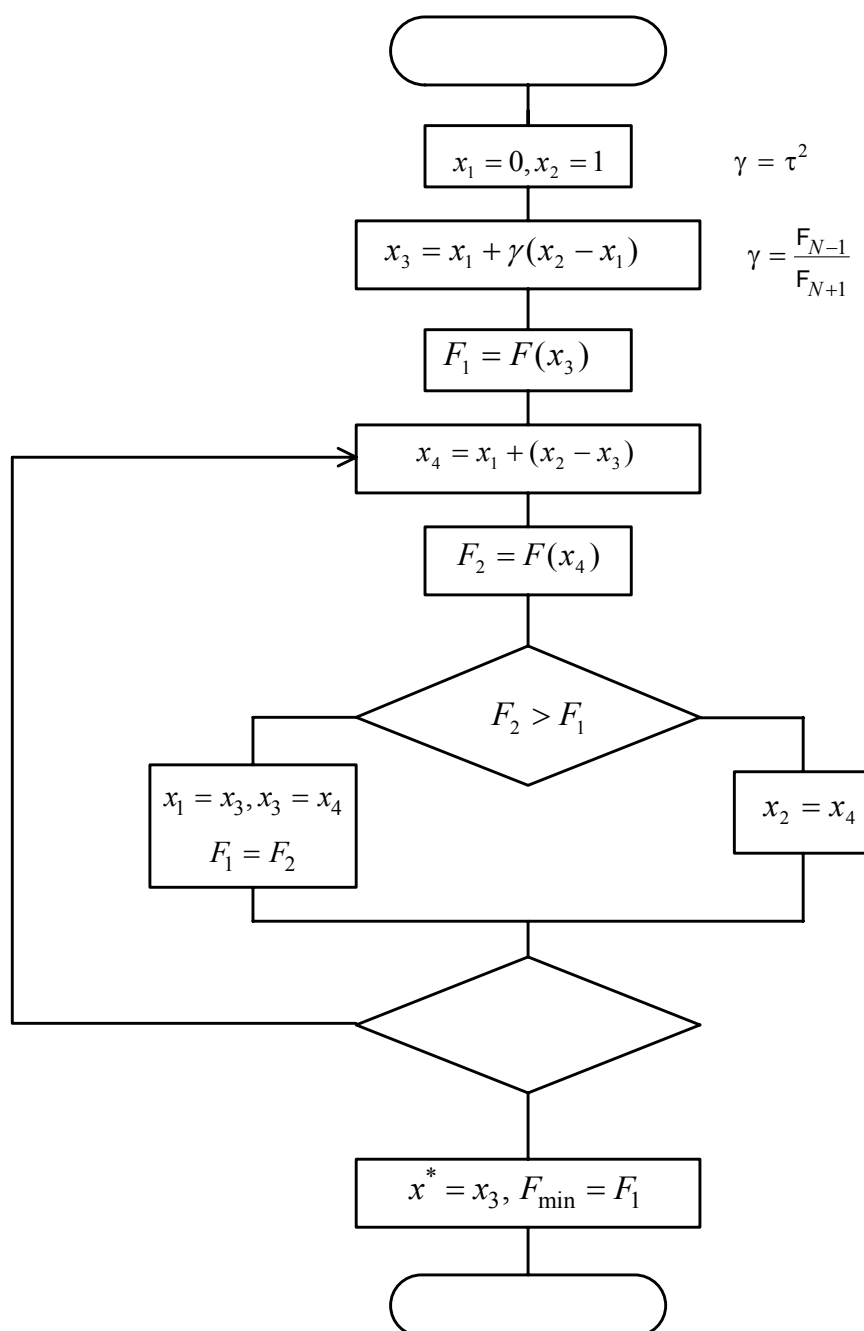 x₁ = 0, x₂ = 1
γ = τ²
x₃ = x₁ + γ(x₂ − x₁)
γ = F_{N−1} / F_{N+1}
F₁ = F(x₃)
x₄ = x₁ + (x₂ − x₃)
F₂ = F(x₄)
F₂ > F₁
x₁ = x₃, x₃ = x₄
F₁ = F₂
x₂ = x₄
x* = x₃, F_min = F₁